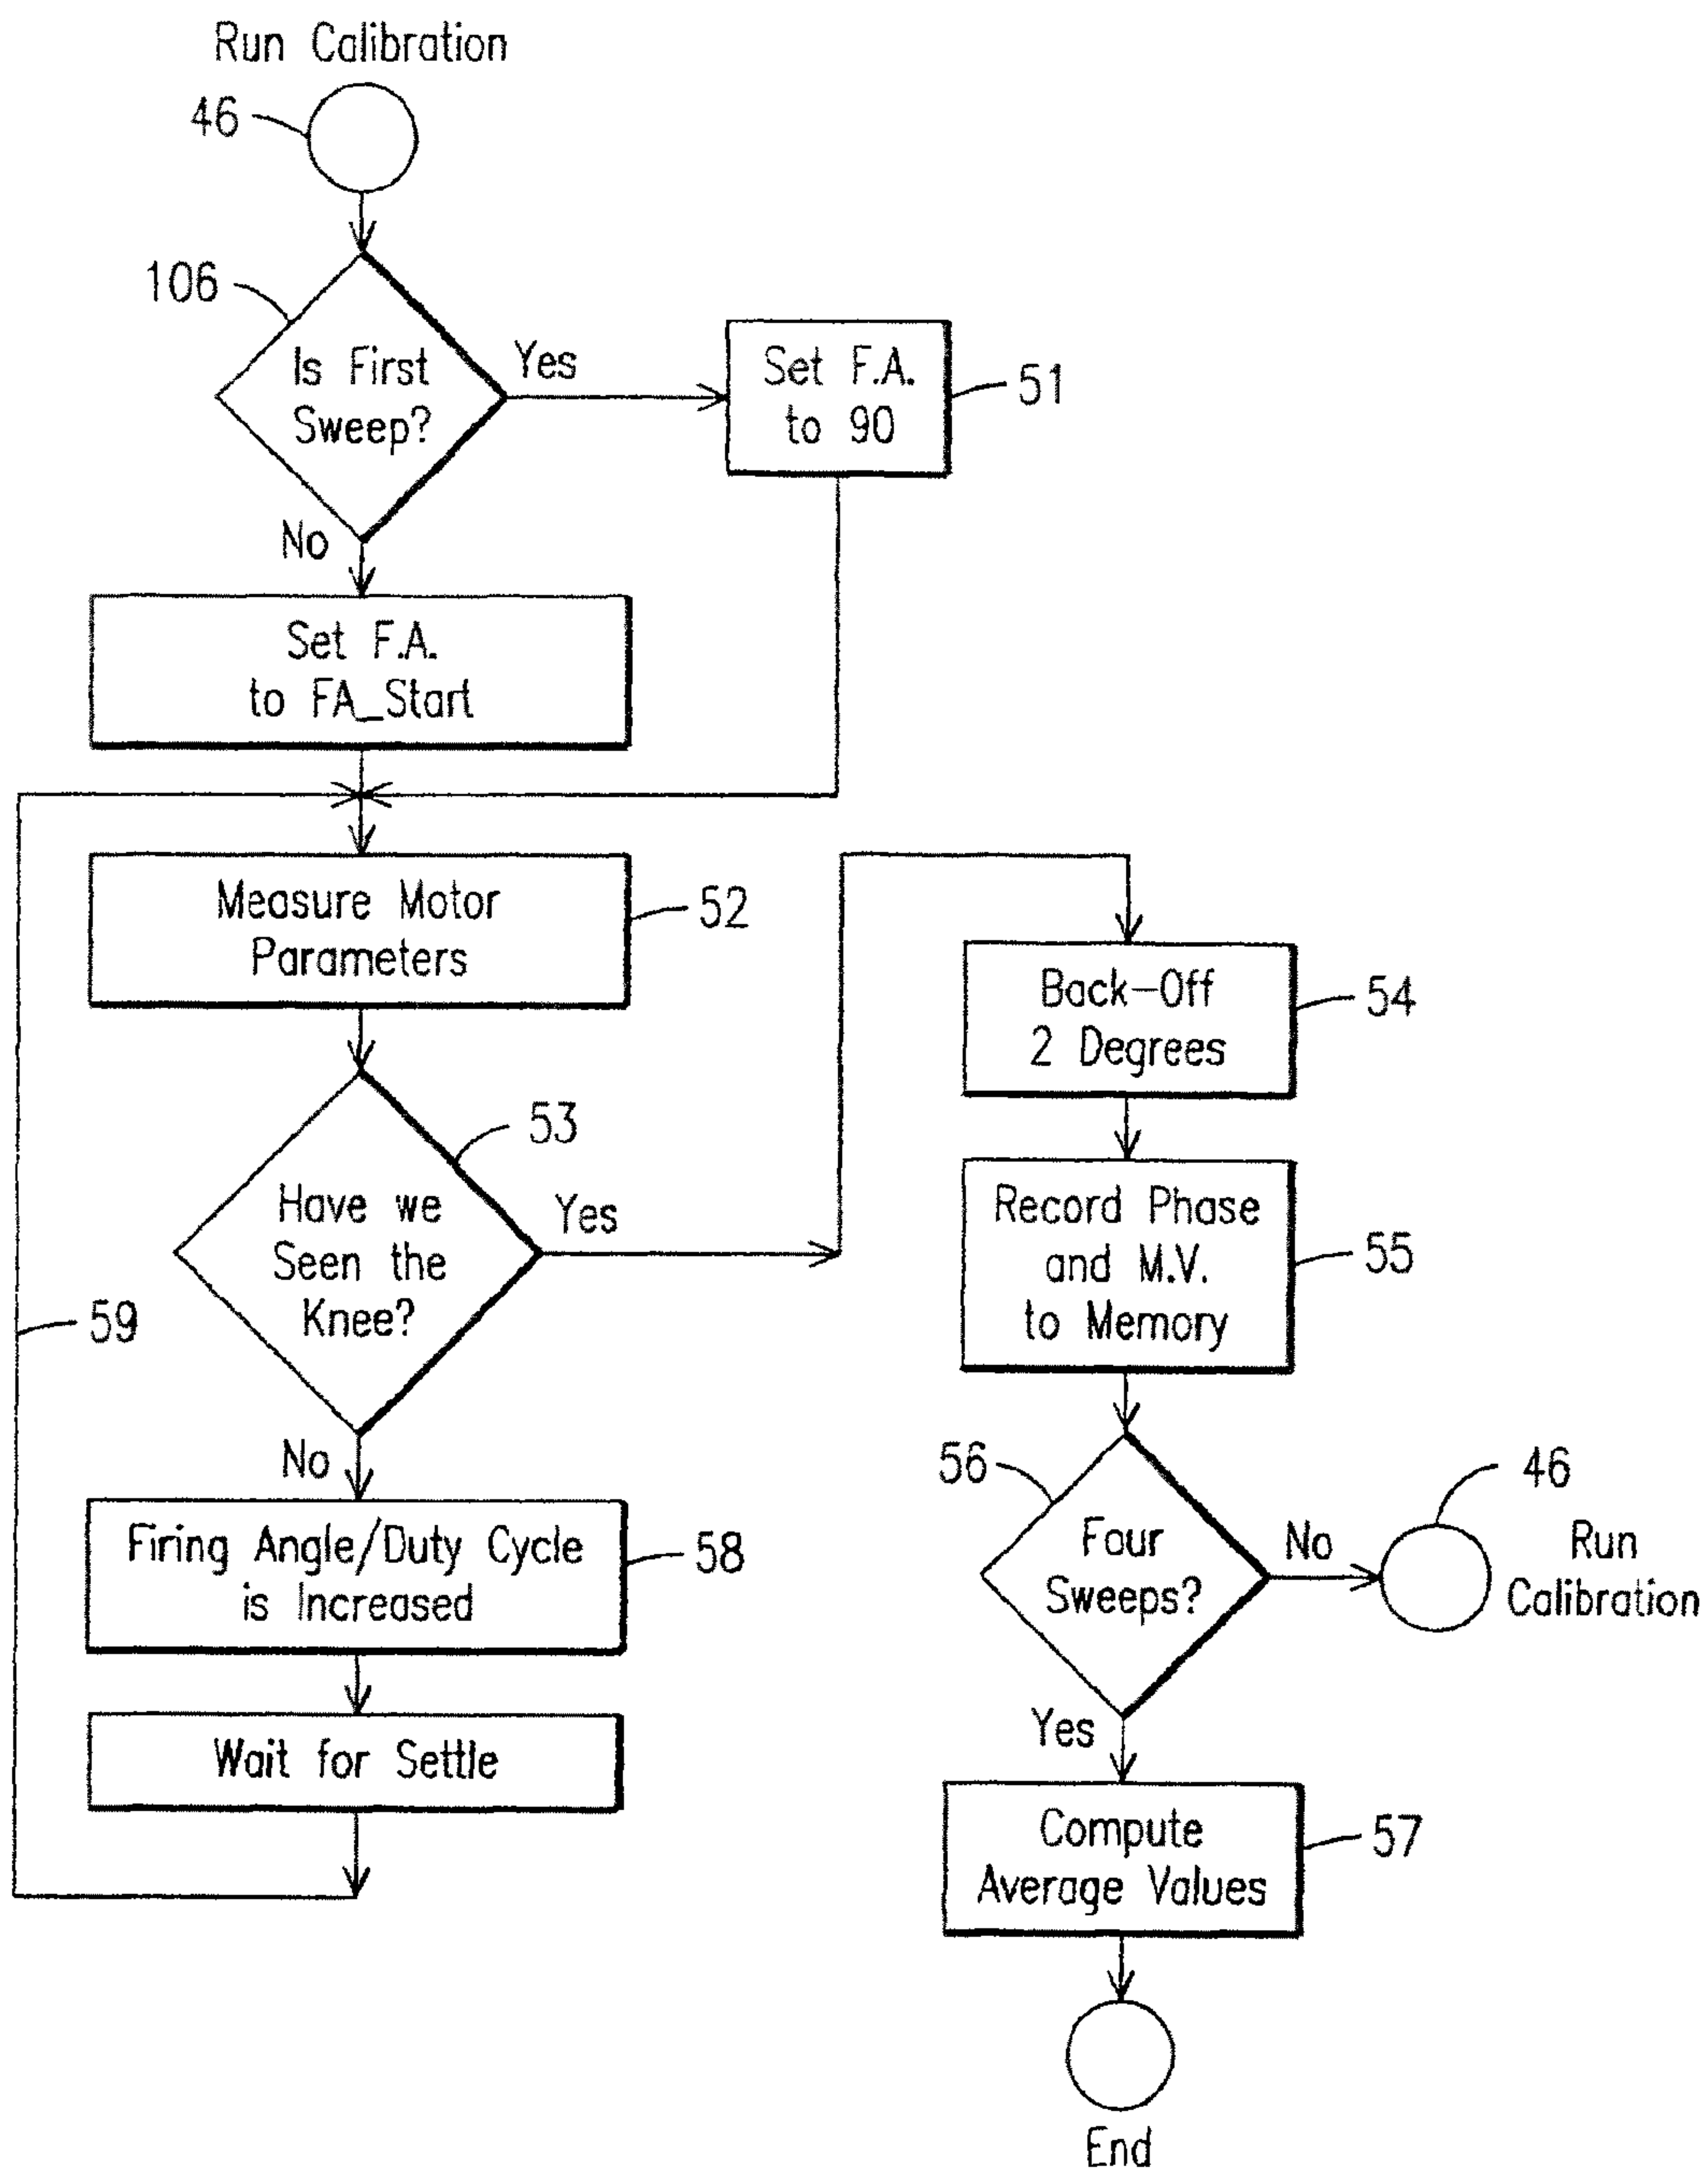 Run Calibration
46
106
Is First
Sweep?
Yes
Set F.A.
to 90
51
No
Set F.A.
to FA_Start
Measure Motor
Parameters
52
53
Have we
Seen the
Knee?
Yes
59
No
Firing Angle/Duty Cycle
is Increased
58
Wait for Settle
Back-Off
2 Degrees
54
Record Phase
and M.V.
to Memory
55
56
Four
Sweeps?
No
46
Run
Calibration
Yes
Compute
Average Values
57
End